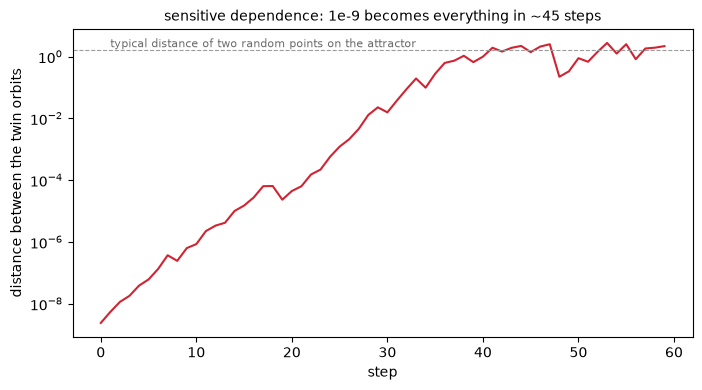 sensitive dependence: 1e-9 becomes everything in ~45 steps
typical distance of two random points on the attractor
distance between the twin orbits
10⁰
10⁻²
10⁻⁴
10⁻⁶
10⁻⁸
0 10 20 30 40 50 60
step